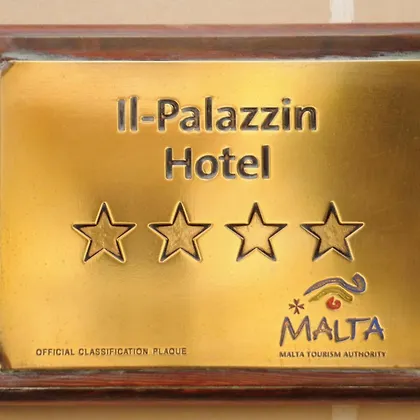 Il-Palazzin
Hotel
OFFICIAL CLASSIFICATION PLAQUE
MALTA
MALTA TOURISM AUTHORITY